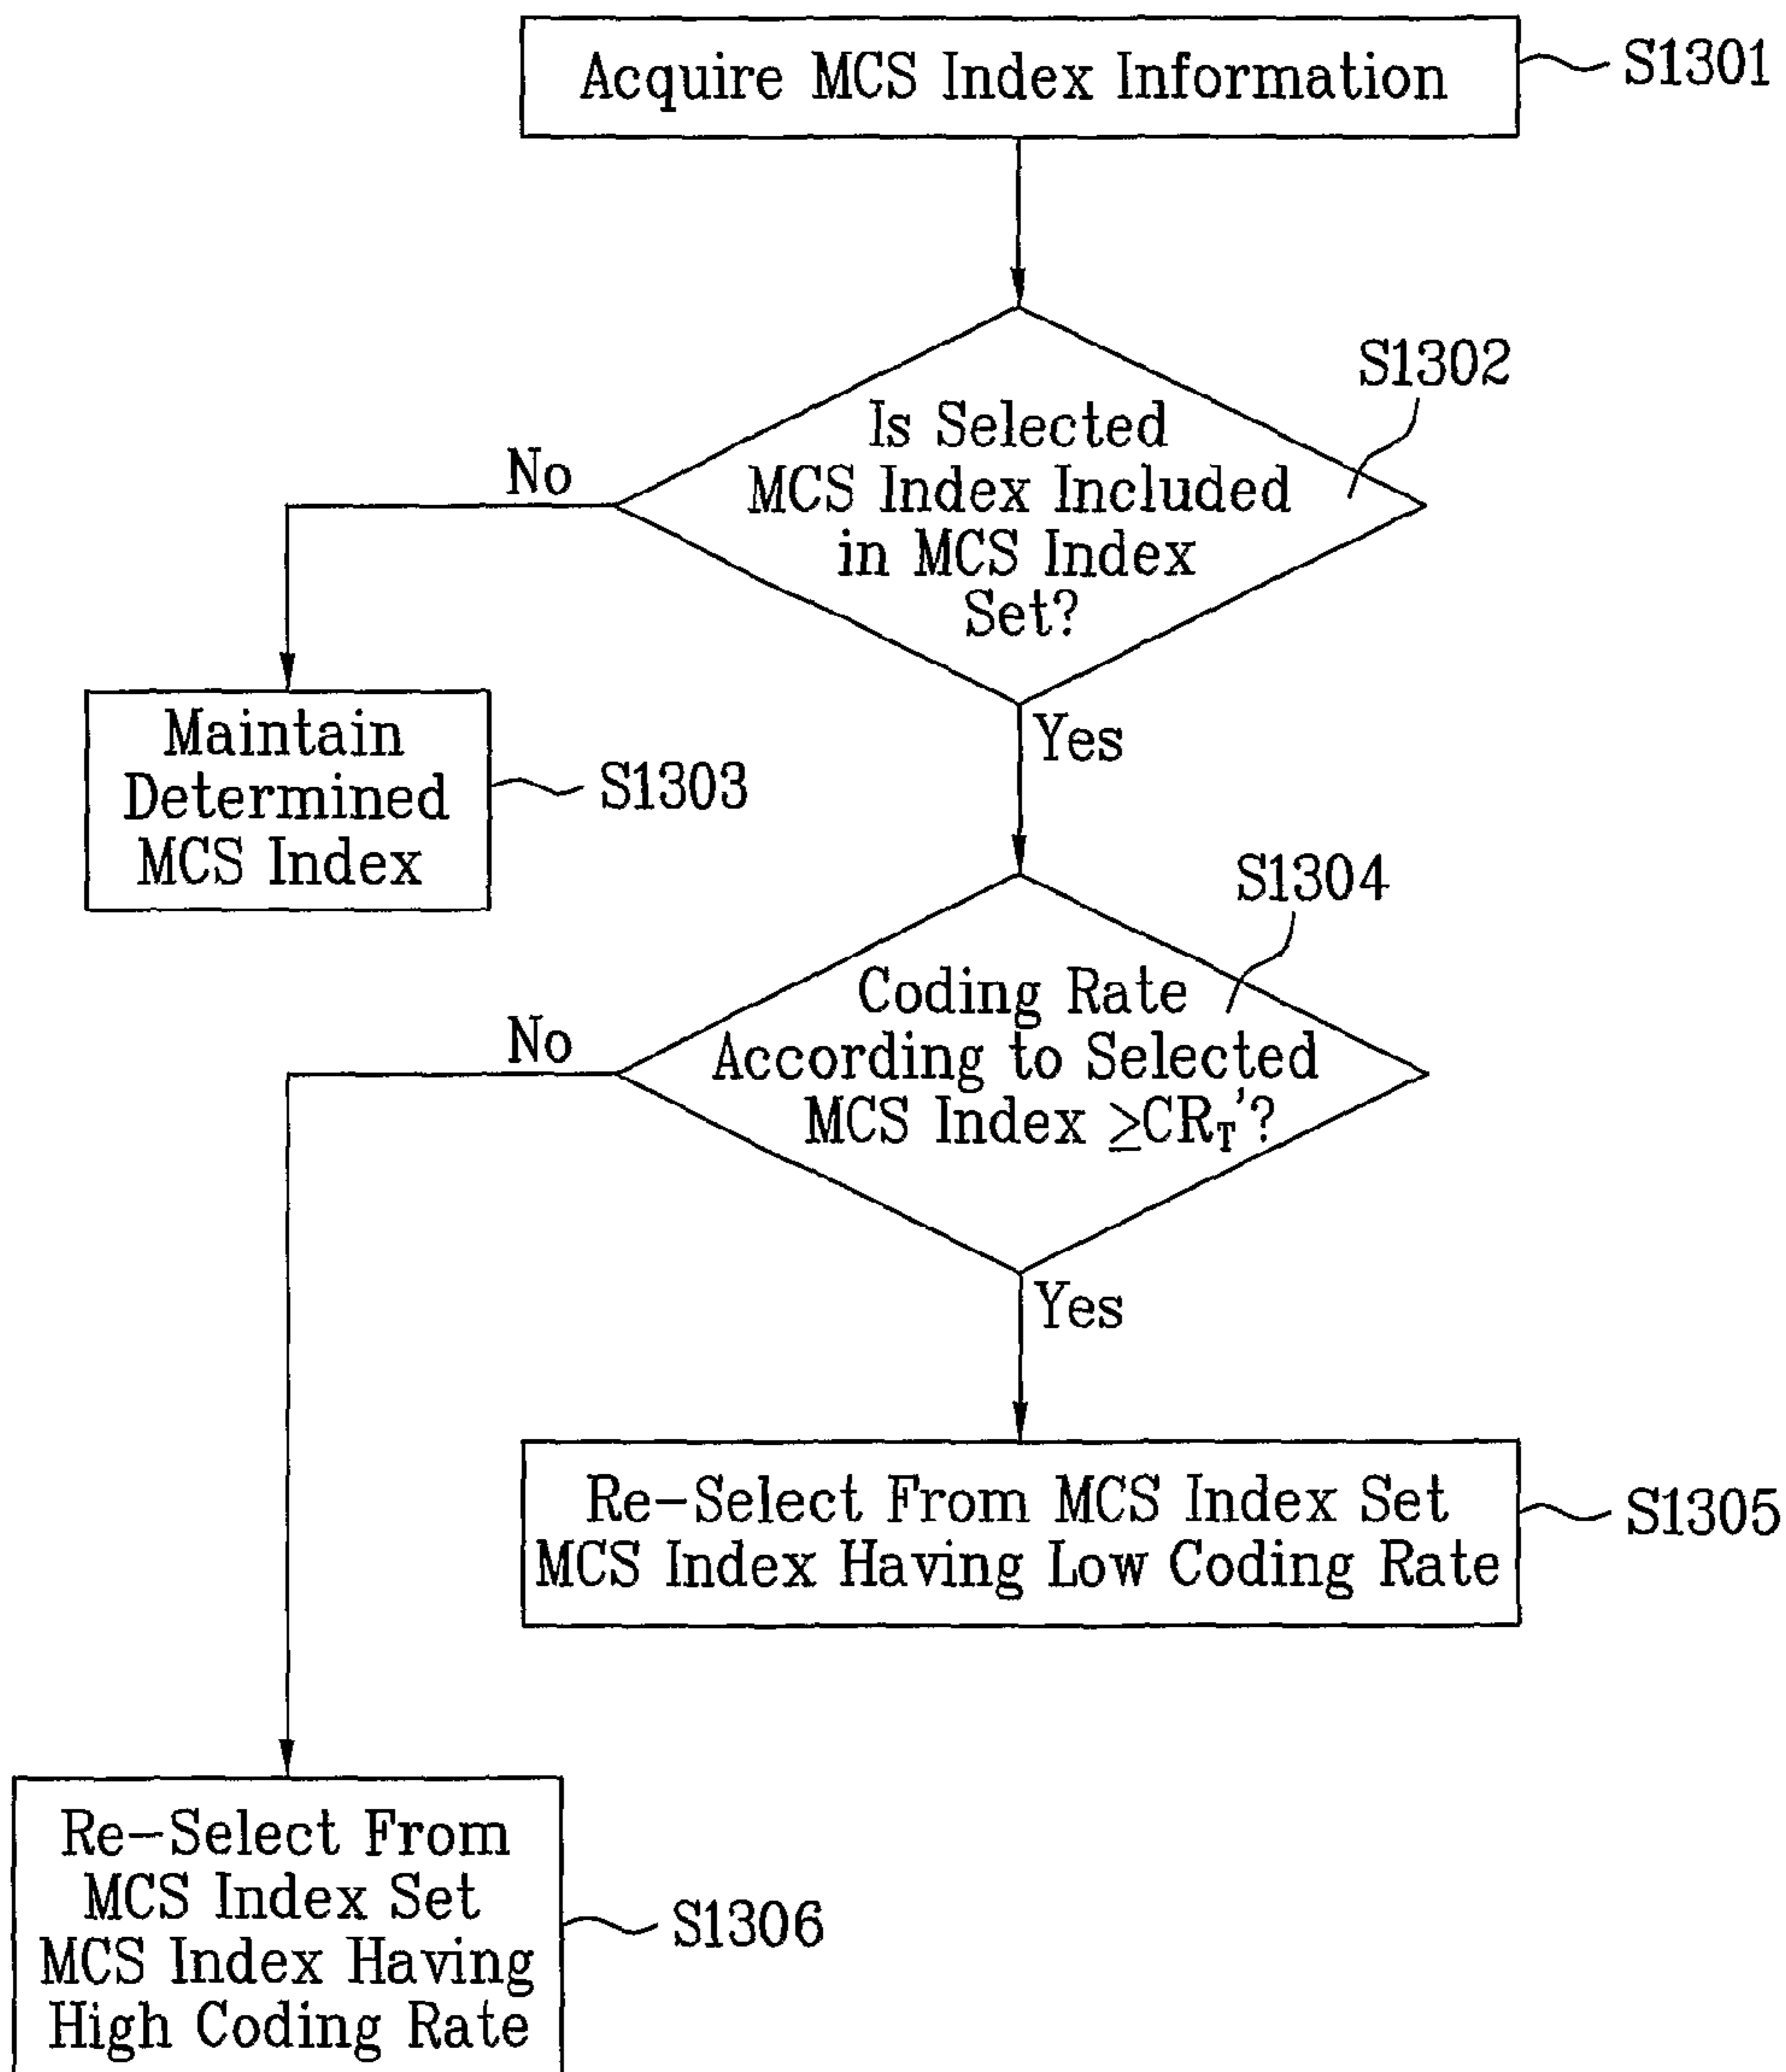 Acquire MCS Index Information
S1301
S1302
Is Selected
MCS Index Included
in MCS Index
Set?
No
Yes
Maintain
Determined
MCS Index
S1303
S1304
Coding Rate
According to Selected
MCS Index ≥CRT'?
No
Yes
Re-Select From MCS Index Set
MCS Index Having Low Coding Rate
S1305
Re-Select From
MCS Index Set
MCS Index Having
High Coding Rate
S1306